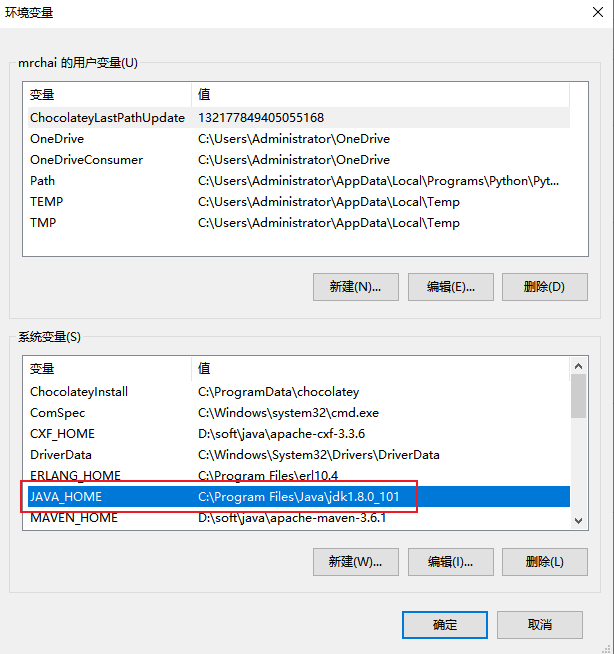 环境变量
mrchai 的用户变量(U)
变量 值
ChocolateyLastPathUpdate 132177849405055168
OneDrive C:\Users\Administrator\OneDrive
OneDriveConsumer C:\Users\Administrator\OneDrive
Path C:\Users\Administrator\AppData\Local\Programs\Python\Pyt...
TEMP C:\Users\Administrator\AppData\Local\Temp
TMP C:\Users\Administrator\AppData\Local\Temp
新建(N)... 编辑(E)... 删除(D)
系统变量(S)
变量 值
ChocolateyInstall C:\ProgramData\chocolatey
ComSpec C:\Windows\system32\cmd.exe
CXF_HOME D:\soft\java\apache-cxf-3.3.6
DriverData C:\Windows\System32\Drivers\DriverData
ERLANG_HOME C:\Program Files\erl10.4
JAVA_HOME C:\Program Files\Java\jdk1.8.0_101
MAVEN_HOME D:\soft\java\apache-maven-3.6.1
新建(W)... 编辑(I)... 删除(L)
确定 取消